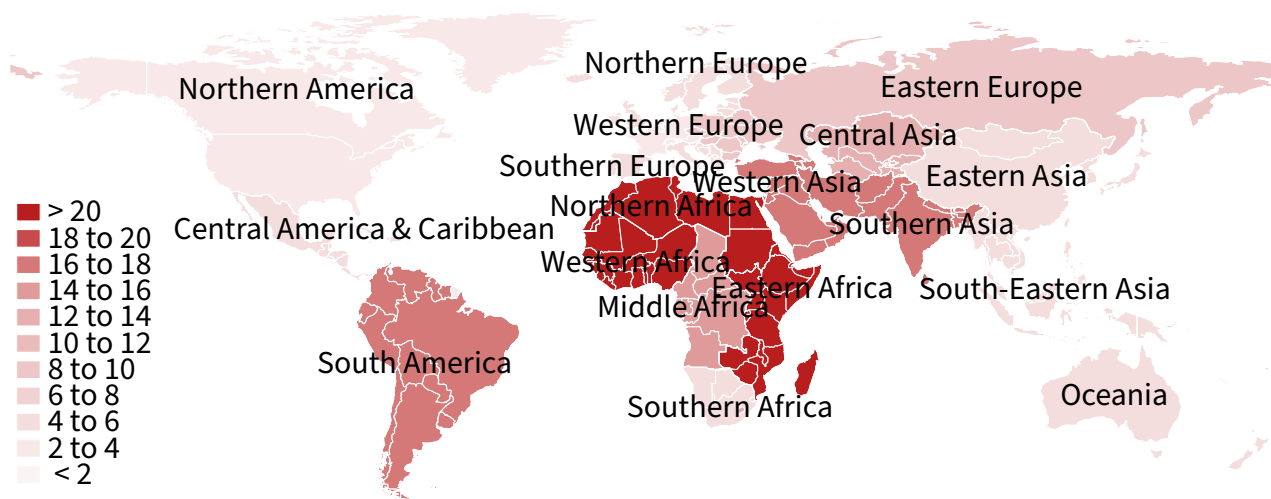 Northern Europe
Northern America
Eastern Europe
Western Europe
Central Asia
Southern Europe
Western Asia
Eastern Asia
Northern Africa
Southern Asia
Central America & Caribbean
Western Africa
Eastern Africa
South-Eastern Asia
Middle Africa
South America
Oceania
Southern Africa
> 20
18 to 20
16 to 18
14 to 16
12 to 14
10 to 12
8 to 10
6 to 8
4 to 6
2 to 4
< 2